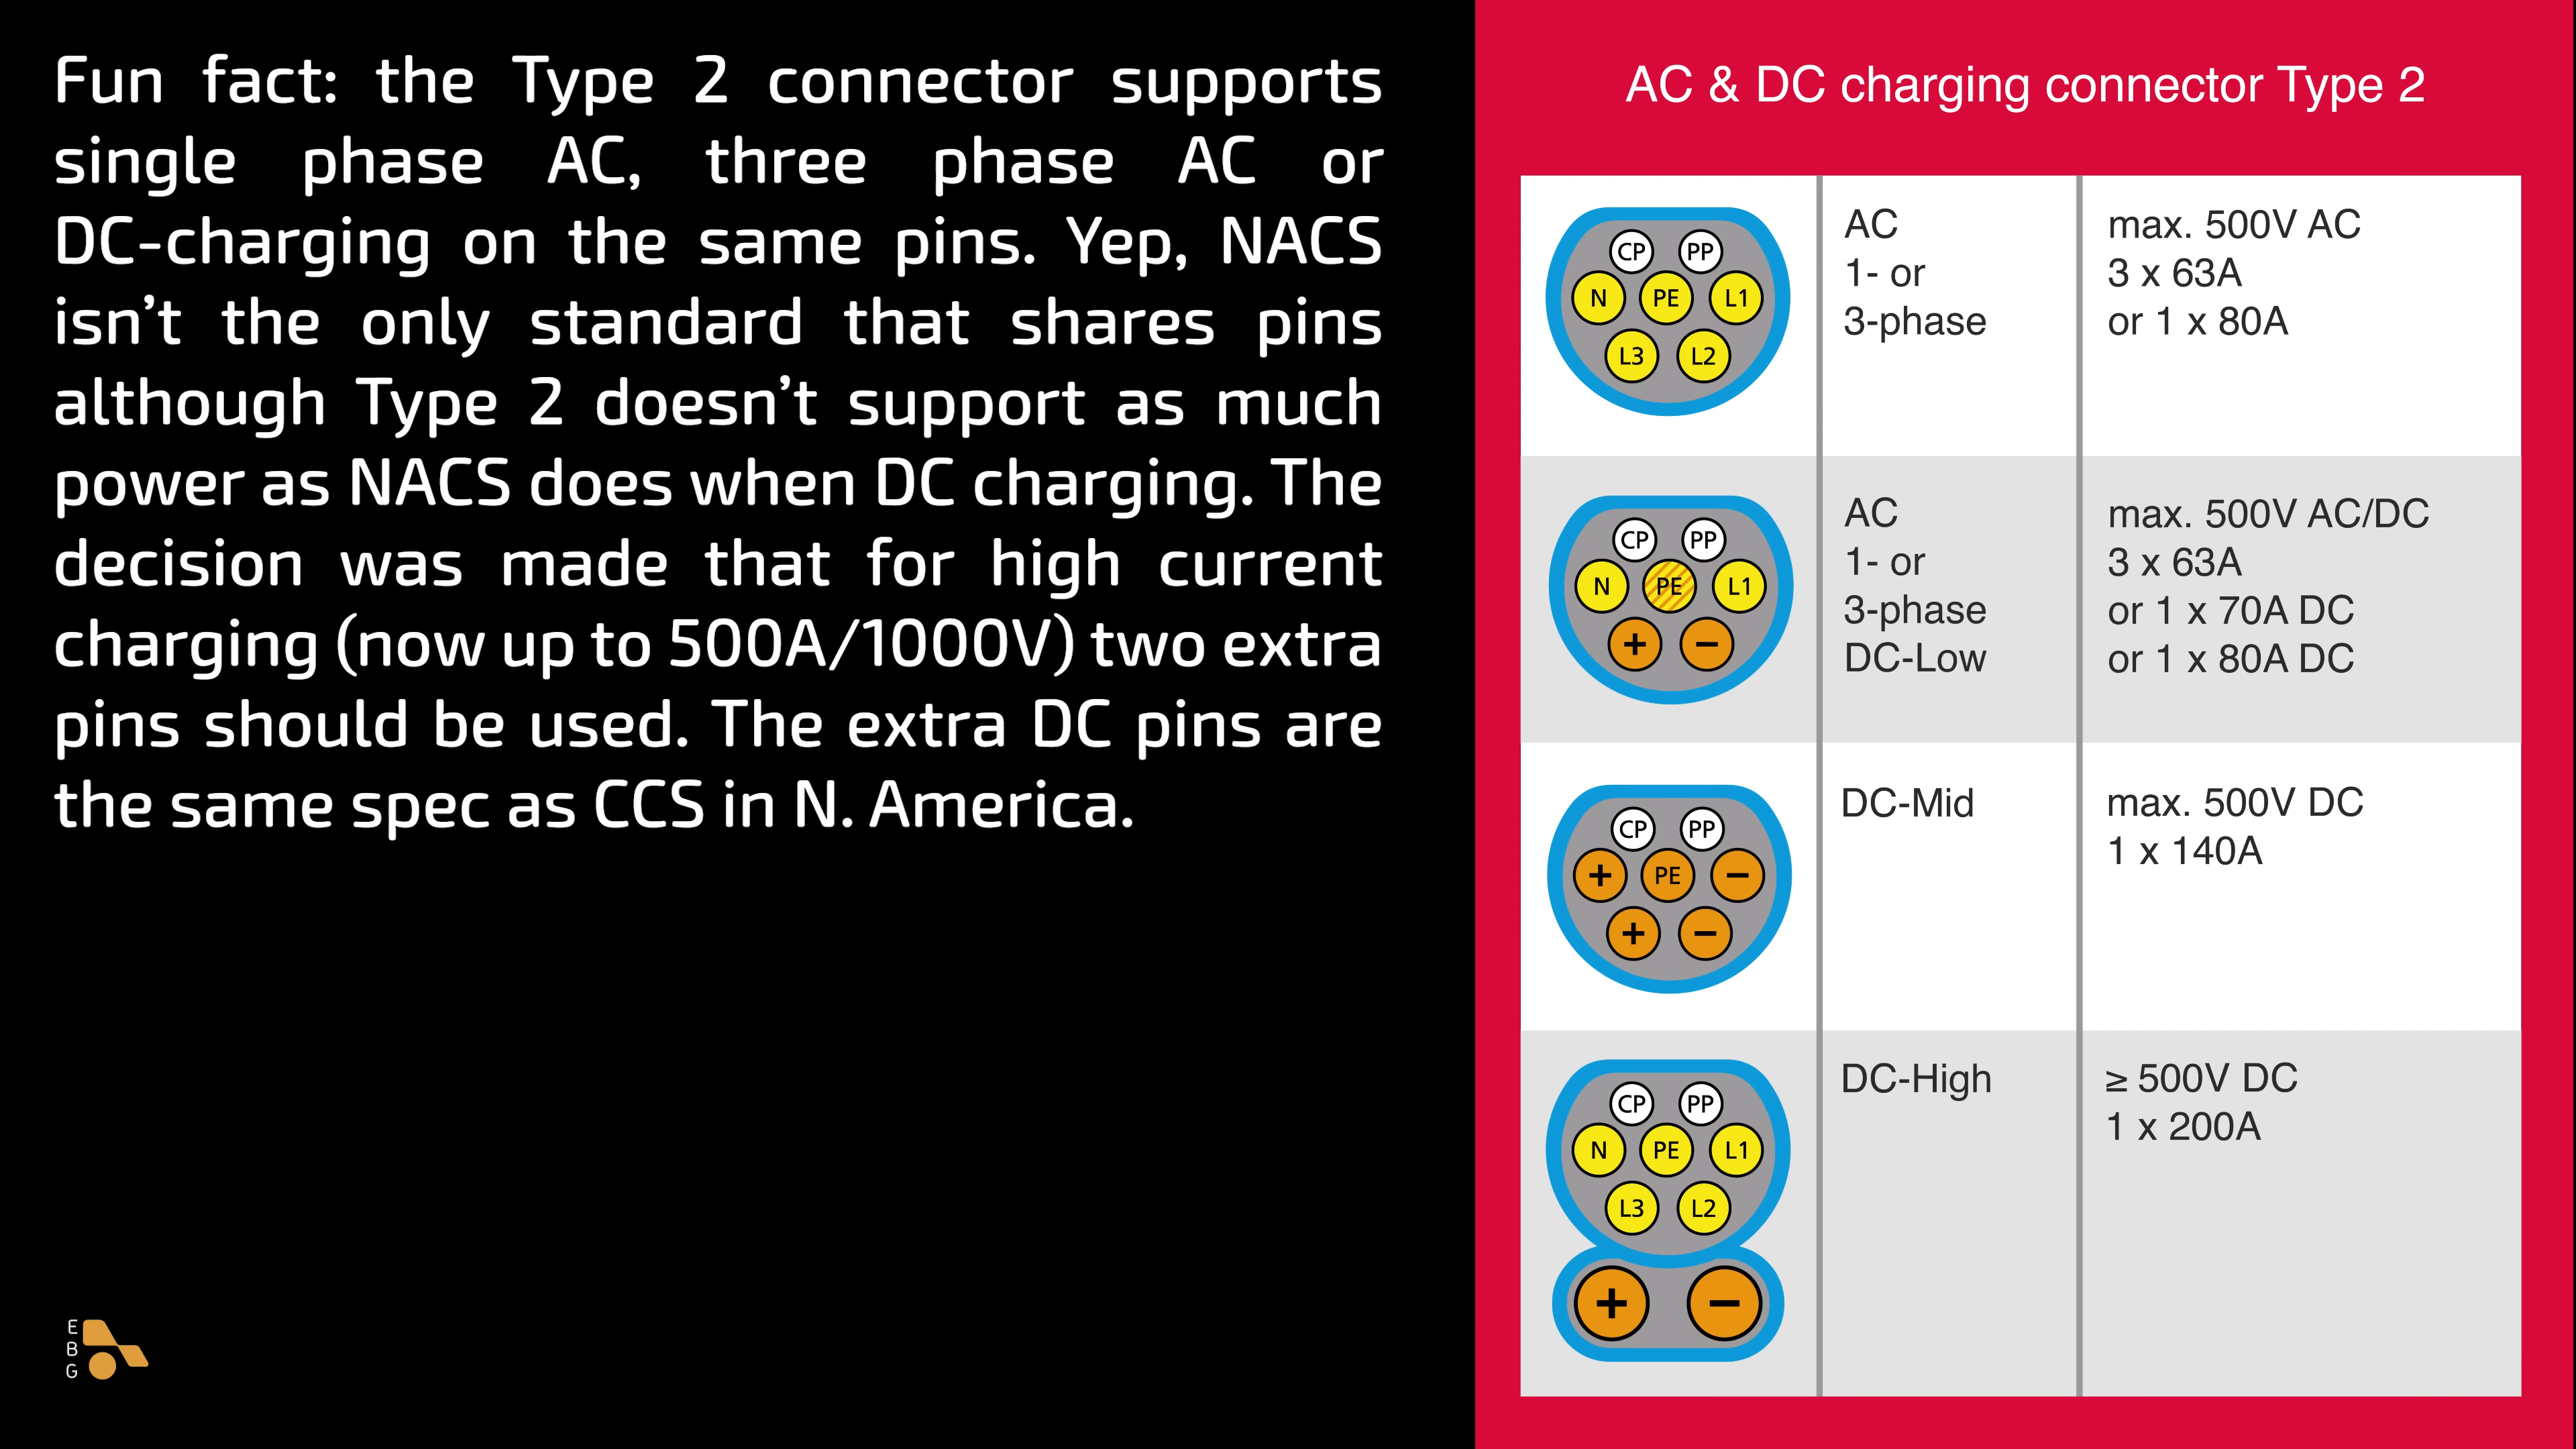 Fun fact: the Type 2 connector supports
single phase AC, three phase AC or
DC-charging on the same pins. Yep, NACS
isn’t the only standard that shares pins
although Type 2 doesn’t support as much
power as NACS does when DC charging. The
decision was made that for high current
charging (now up to 500A/1000V) two extra
pins should be used. The extra DC pins are
the same spec as CCS in N. America.
E
B
G
AC & DC charging connector Type 2
CP PP
N PE L1
L3 L2
AC
1- or
3-phase
max. 500V AC
3 x 63A
or 1 x 80A
CP PP
N PE L1
+ −
AC
1- or
3-phase
DC-Low
max. 500V AC/DC
3 x 63A
or 1 x 70A DC
or 1 x 80A DC
CP PP
+ PE −
+ −
DC-Mid
max. 500V DC
1 x 140A
CP PP
N PE L1
L3 L2
+ −
DC-High
≥ 500V DC
1 x 200A